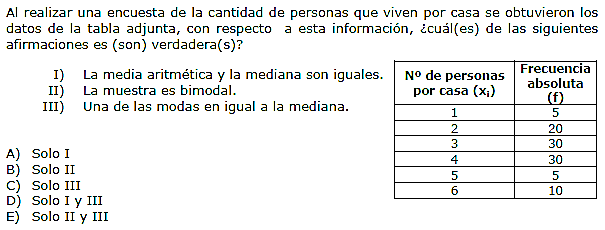 Al realizar una encuesta de la cantidad de personas que viven por casa se obtuvieron los
datos de la tabla adjunta, con respecto a esta información, ¿cuál(es) de las siguientes
afirmaciones es (son) verdadera(s)?
I) La media aritmética y la mediana son iguales.
II) La muestra es bimodal.
III) Una de las modas en igual a la mediana.
A) Solo I
B) Solo II
C) Solo III
D) Solo I y III
E) Solo II y III
Nº de personas
por casa (xi)
Frecuencia
absoluta
(f)
1 5
2 20
3 30
4 30
5 5
6 10